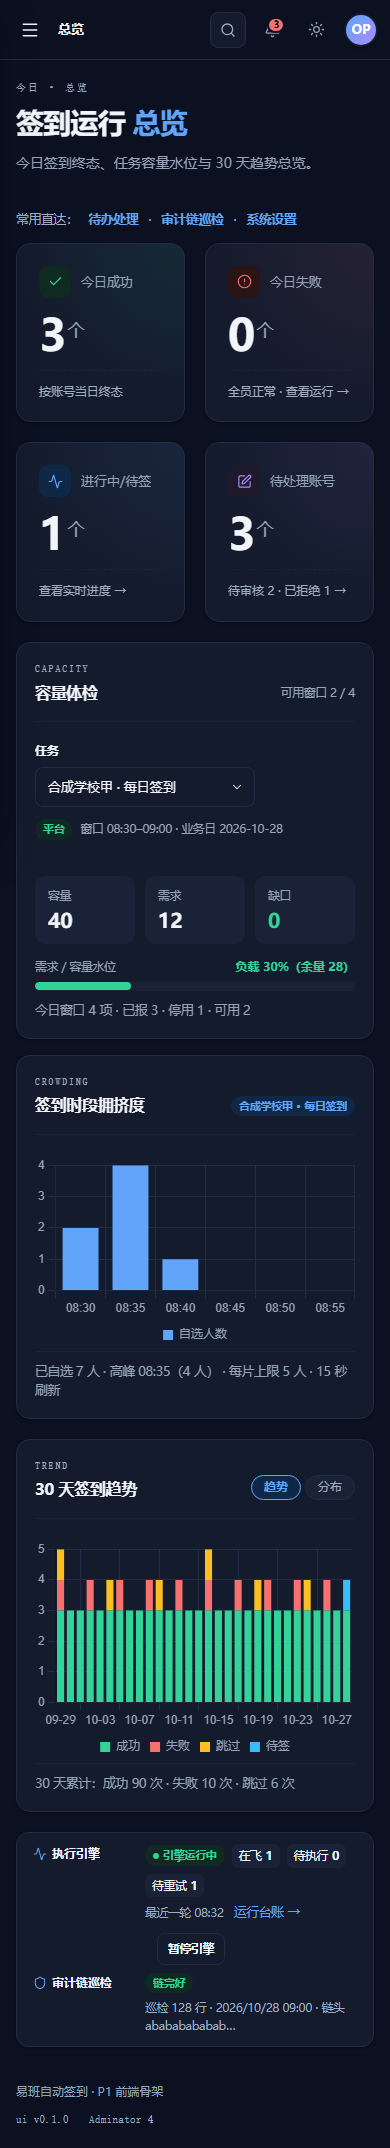 总览
3
OP
今日 · 总览
签到运行 总览
今日签到终态、任务容量水位与 30 天趋势总览。
常用直达： 待办处理 · 审计链巡检 · 系统设置
今日成功
3个
按账号当日终态
今日失败
0个
全员正常 · 查看运行 →
进行中/待签
1个
查看实时进度 →
待处理账号
3个
待审核 2 · 已拒绝 1 →
CAPACITY
容量体检
可用窗口 2 / 4
任务
合成学校甲 · 每日签到
平台 窗口 08:30–09:00 · 业务日 2026-10-28
容量
40
需求
12
缺口
0
需求 / 容量水位
负载 30%（余量 28）
今日窗口 4 项 · 已报 3 · 停用 1 · 可用 2
CROWDING
签到时段拥挤度
合成学校甲 · 每日签到
4
3
2
1
0
08:30 08:35 08:40 08:45 08:50 08:55
自选人数
已自选 7 人 · 高峰 08:35（4 人） · 每片上限 5 人 · 15 秒
刷新
TREND
30 天签到趋势
趋势 分布
5
4
3
2
1
0
09-29 10-03 10-07 10-11 10-15 10-19 10-23 10-27
成功 失败 跳过 待签
30 天累计：成功 90 次 · 失败 10 次 · 跳过 6 次
执行引擎
引擎运行中 在飞 1 待执行 0
待重试 1
最近一轮 08:32 运行台账 →
暂停引擎
审计链巡检
链完好
巡检 128 行 · 2026/10/28 09:00 · 链头
abababababab…
易班自动签到 · P1 前端骨架
ui v0.1.0 Adminator 4